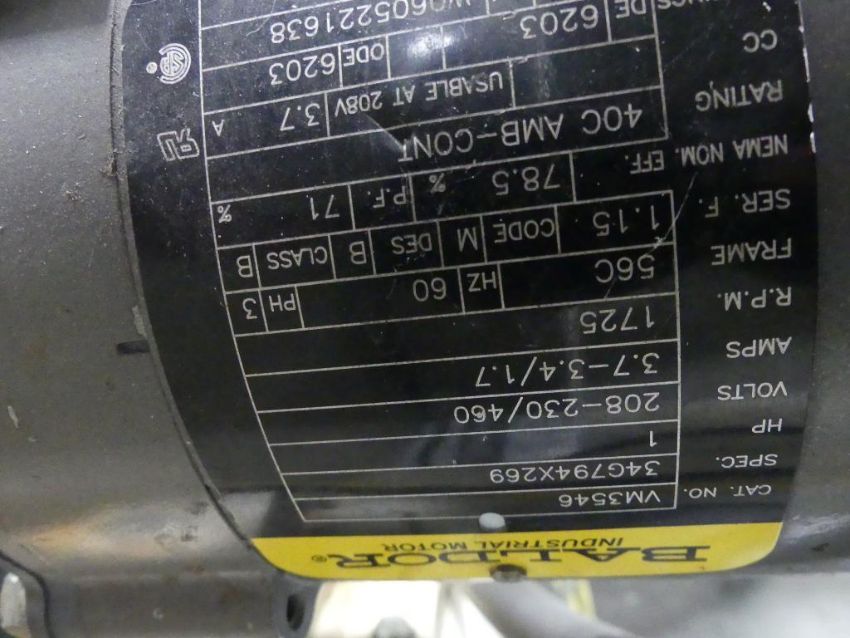 BALDOR®
INDUSTRIAL MOTOR
CAT. NO. VM3546
SPEC. 34G794X269
HP 1
VOLTS 208-230/460
AMPS 3.7-3.4/1.7
R.P.M. 1725
FRAME 56C HZ 60 PH 3
SER. F. 1.15 CODE M DES B CLASS B
NEMA NOM. EFF. 78.5 % P.F. 71 %
RATING 40C AMB-CONT
CC USABLE AT 208V 3.7 A
DE 6203 ODE 6203
W0605221638